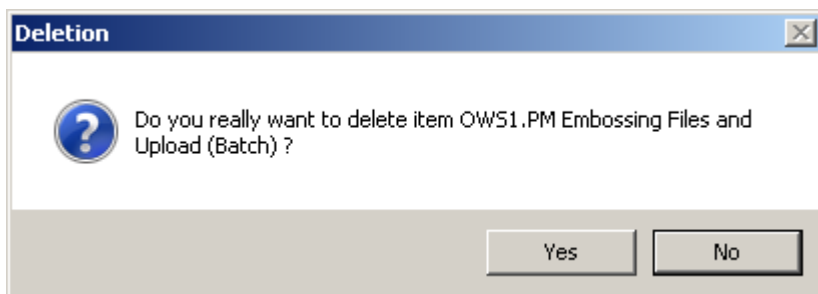 Deletion
Do you really want to delete item OWS1.PM Embossing Files and
Upload (Batch) ?
Yes
No